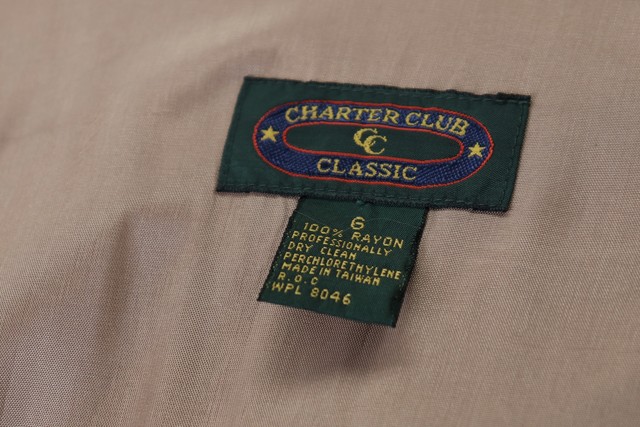 CHARTER CLUB
CC
CLASSIC
6
100% RAYON
PROFESSIONALLY
DRY CLEAN
PERCHLORETHYLENE
MADE IN TAIWAN
R.O.C
WPL 8046